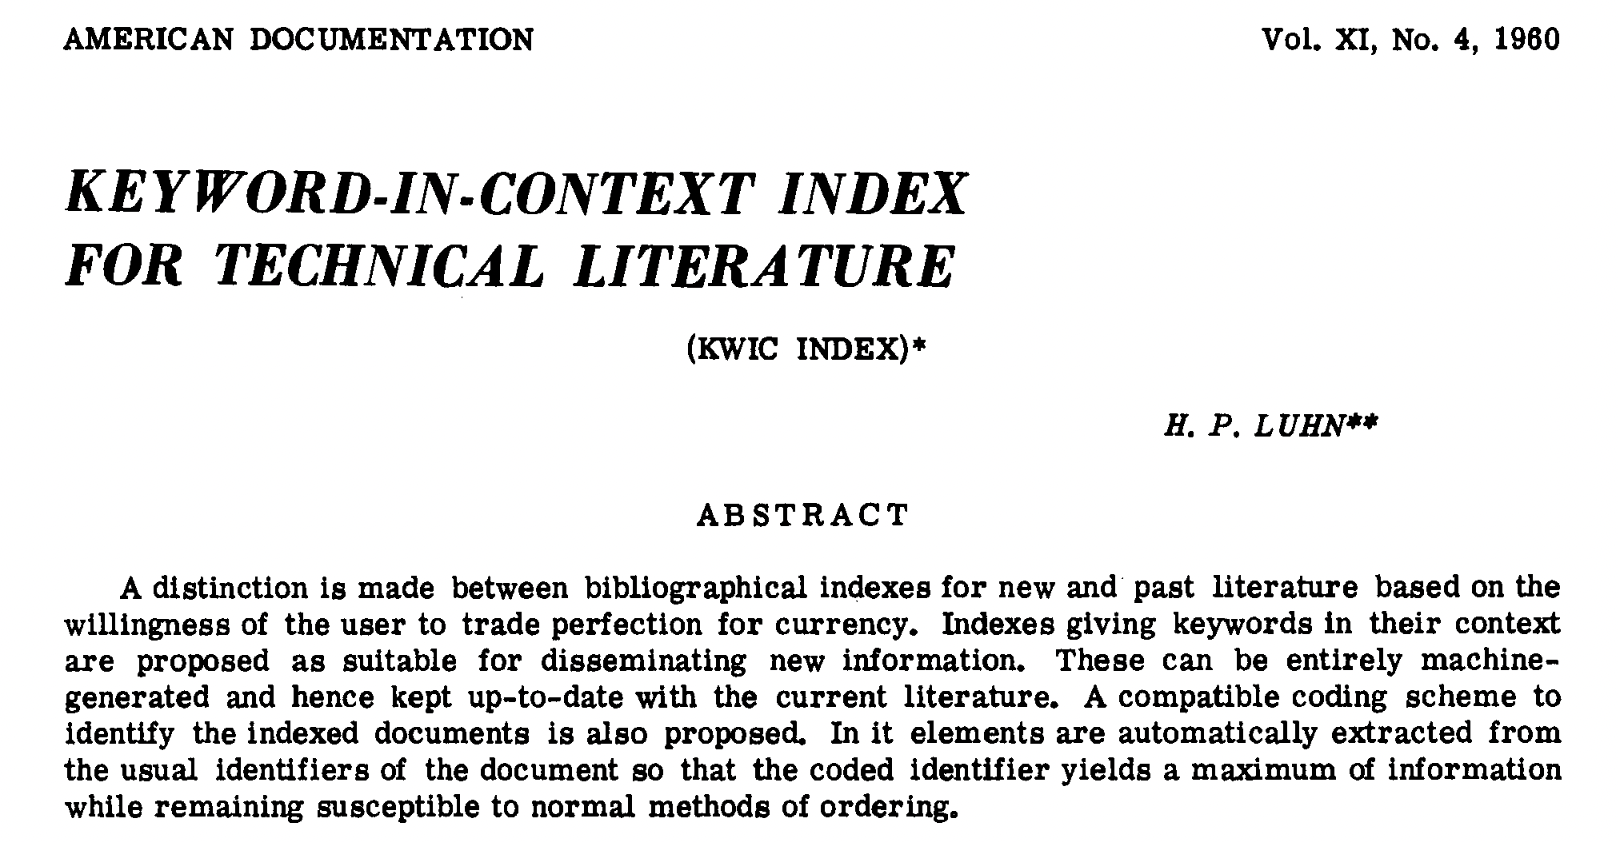 AMERICAN DOCUMENTATION Vol. XI, No. 4, 1960
KEYWORD-IN-CONTEXT INDEX
FOR TECHNICAL LITERATURE
(KWIC INDEX)*
H. P. LUHN**
ABSTRACT
A distinction is made between bibliographical indexes for new and past literature based on the
willingness of the user to trade perfection for currency. Indexes giving keywords in their context
are proposed as suitable for disseminating new information. These can be entirely machine-
generated and hence kept up-to-date with the current literature. A compatible coding scheme to
identify the indexed documents is also proposed. In it elements are automatically extracted from
the usual identifiers of the document so that the coded identifier yields a maximum of information
while remaining susceptible to normal methods of ordering.